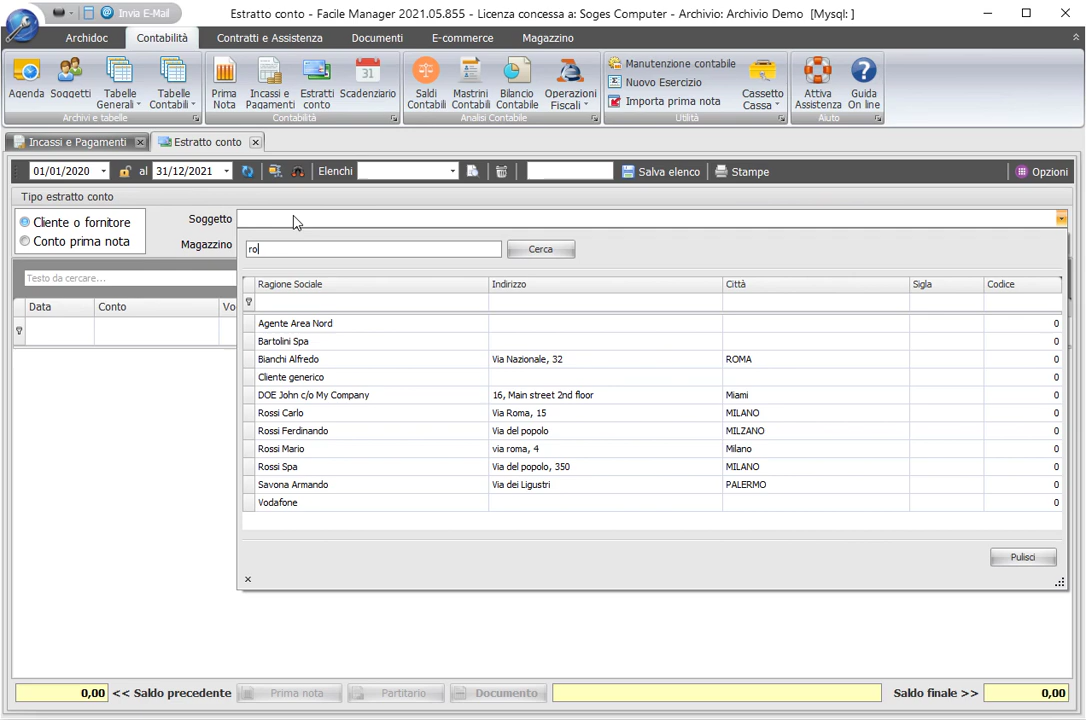 Invia E-Mail
Estratto conto - Facile Manager 2021.05.855 - Licenza concessa a: Soges Computer - Archivio: Archivio Demo [Mysql: ]
Archidoc Contabilità Contratti e Assistenza Documenti E-commerce Magazzino
Agenda Soggetti Tabelle Generali Tabelle Contabili Prima Nota Incassi e Pagamenti Estratti conto Scadenziario Saldi Contabili Mastrini Contabili Bilancio Contabile Operazioni Fiscali Manutenzione contabile Nuovo Esercizio Importa prima nota Cassetto Cassa Attiva Assistenza Guida On line
31
Archivi e tabelle Contabilità Analisi Contabile Utilità Aiuto
Incassi e Pagamenti Estratto conto
01/01/2020 al 31/12/2021 Elenchi Salva elenco Stampe Opzioni
Tipo estratto conto
Cliente o fornitore Soggetto
Conto prima nota Magazzino
ro Cerca
Testo da cercare...
Data Conto Vo
Ragione Sociale Indirizzo Città Sigla Codice
Agente Area Nord 0
Bartolini Spa 0
Bianchi Alfredo Via Nazionale, 32 ROMA 0
Cliente generico 0
DOE John c/o My Company 16, Main street 2nd floor Miami 0
Rossi Carlo Via Roma, 15 MILANO 0
Rossi Ferdinando Via del popolo MILZANO 0
Rossi Mario via roma, 4 Milano 0
Rossi Spa Via del popolo, 350 MILANO 0
Savona Armando Via dei Ligustri PALERMO 0
Vodafone 0
Pulisci
0,00 << Saldo precedente Prima nota Partitario Documento Saldo finale >> 0,00